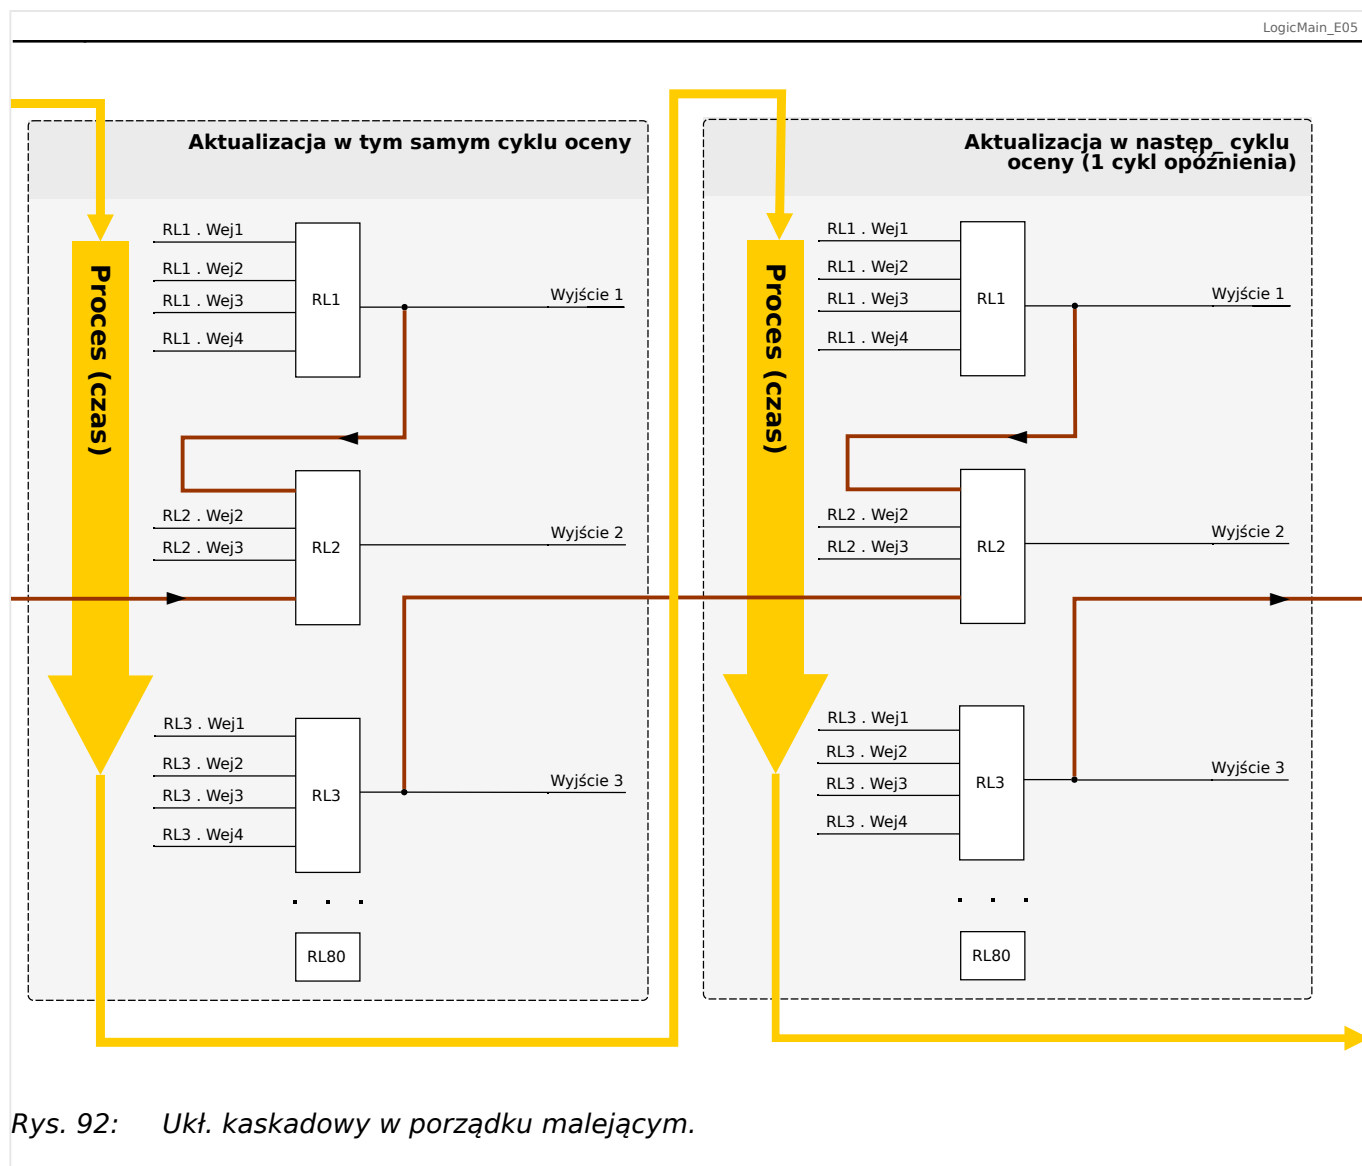 LogicMain_E05
Aktualizacja w tym samym cyklu oceny
RL1 . Wej1
RL1 . Wej2
RL1 . Wej3
RL1 . Wej4
RL1
Wyjście 1
Proces (czas)
RL2 . Wej2
RL2 . Wej3
RL2
Wyjście 2
RL3 . Wej1
RL3 . Wej2
RL3 . Wej3
RL3 . Wej4
RL3
Wyjście 3
. . .
RL80
Aktualizacja w następ_ cyklu
oceny (1 cykl opóźnienia)
RL1 . Wej1
RL1 . Wej2
RL1 . Wej3
RL1 . Wej4
RL1
Wyjście 1
Proces (czas)
RL2 . Wej2
RL2 . Wej3
RL2
Wyjście 2
RL3 . Wej1
RL3 . Wej2
RL3 . Wej3
RL3 . Wej4
RL3
Wyjście 3
. . .
RL80
Rys. 92: Ukł. kaskadowy w porządku malejącym.